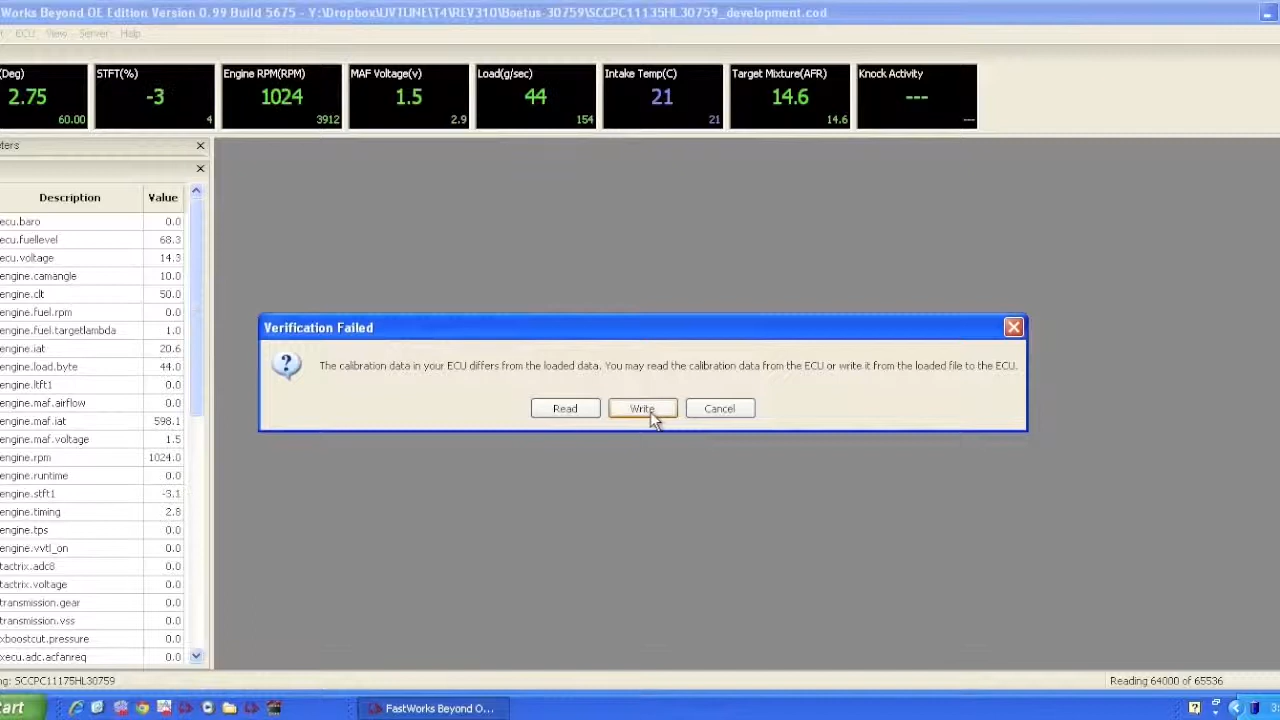 Works Beyond OE Edition Version 0.99 Build 5675 - Y:\Dropbox\UVTUNE\T4\REV310\Boetus-30759\SCCPC11135HL30759_development.cod
ECU View Server Help
(Deg) STFT(%) Engine RPM(RPM) MAF Voltage(v) Load(g/sec) Intake Temp(C) Target Mixture(AFR) Knock Activity
2.75 -3 1024 1.5 44 21 14.6 ---
60.00 4 3912 2.9 154 21 14.6 ---
ters
Description Value
ecu.baro 0.0
ecu.fuellevel 68.3
ecu.voltage 14.3
engine.camangle 10.0
engine.clt 50.0
engine.fuel.rpm 0.0
engine.fuel.targetlambda 1.0
engine.iat 20.6
engine.load.byte 44.0
engine.ltft1 0.0
engine.maf.airflow 0.0
engine.maf.iat 598.1
engine.maf.voltage 1.5
engine.rpm 1024.0
engine.runtime 0.0
engine.stft1 -3.1
engine.timing 2.8
engine.tps 0.0
engine.vvtl_on 0.0
tactrix.adc8 0.0
tactrix.voltage 0.0
transmission.gear 0.0
transmission.vss 0.0
xboostcut.pressure 0.0
xecu.adc.acfanreq 0.0
Verification Failed
The calibration data in your ECU differs from the loaded data. You may read the calibration data from the ECU or write it from the loaded file to the ECU.
Read Write Cancel
ng: SCCPC11175HL30759 Reading 64000 of 65536
tart FastWorks Beyond O... 3: